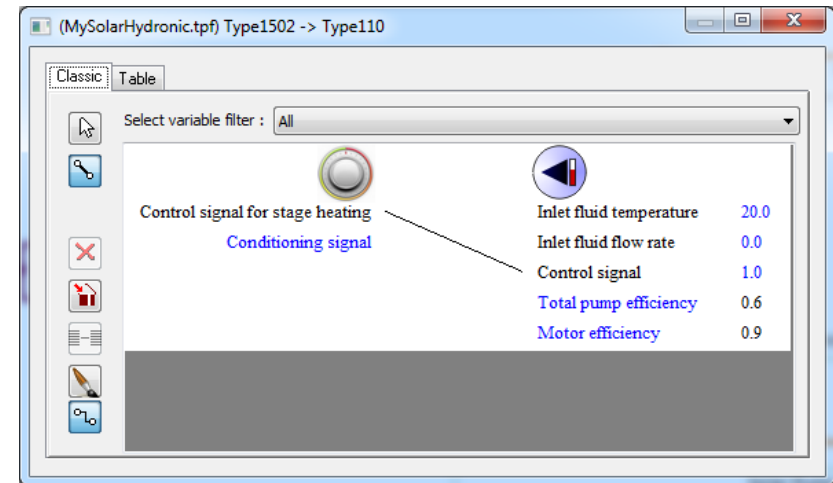 (MySolarHydronic.tpf) Type1502 -> Type110
Classic Table
Select variable filter : All
Control signal for stage heating Inlet fluid temperature 20.0
Conditioning signal Inlet fluid flow rate 0.0
Control signal 1.0
Total pump efficiency 0.6
Motor efficiency 0.9